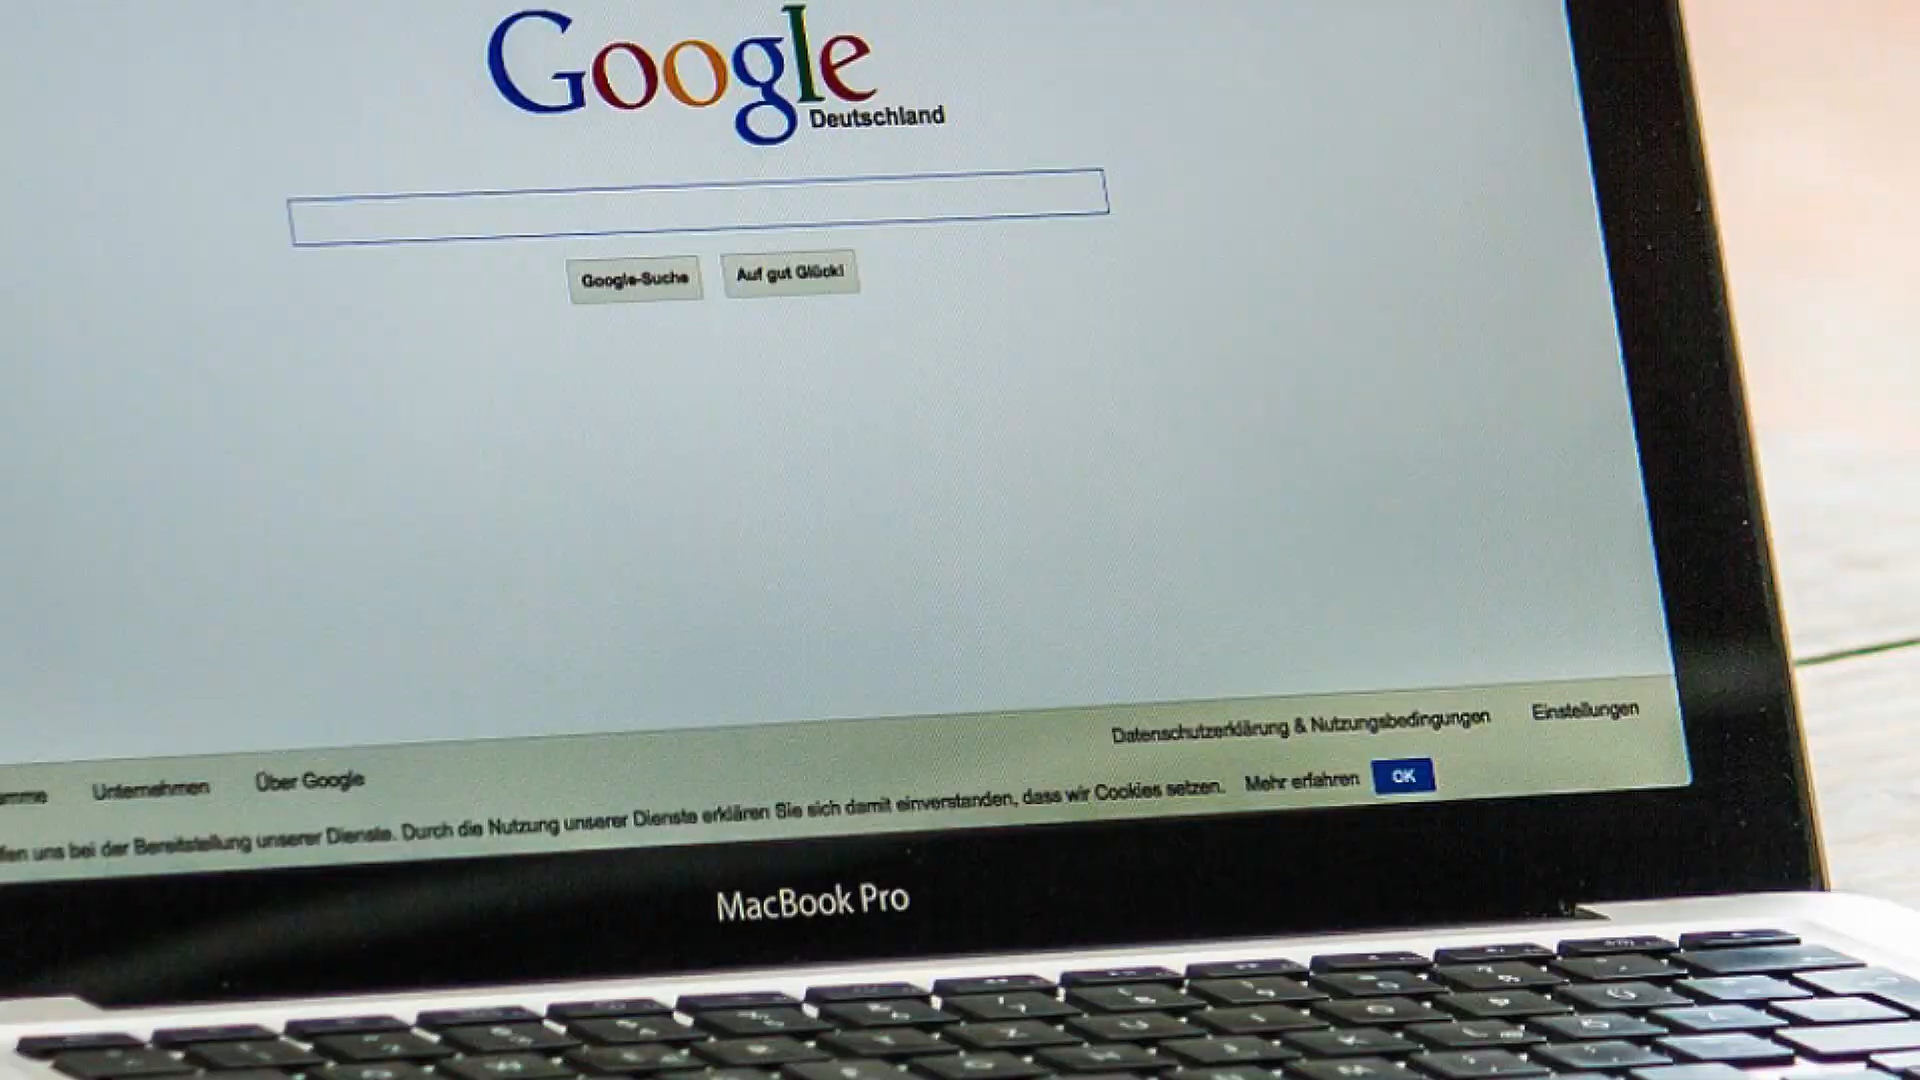 Google
Deutschland
Google-Suche
Auf gut Glück!
Datenschutzerklärung & Nutzungsbedingungen Einstellungen
Unternehmen Über Google
uns bei der Bereitstellung unserer Dienste. Durch die Nutzung unserer Dienste erklären Sie sich damit einverstanden, dass wir Cookies setzen. Mehr erfahren OK
MacBook Pro